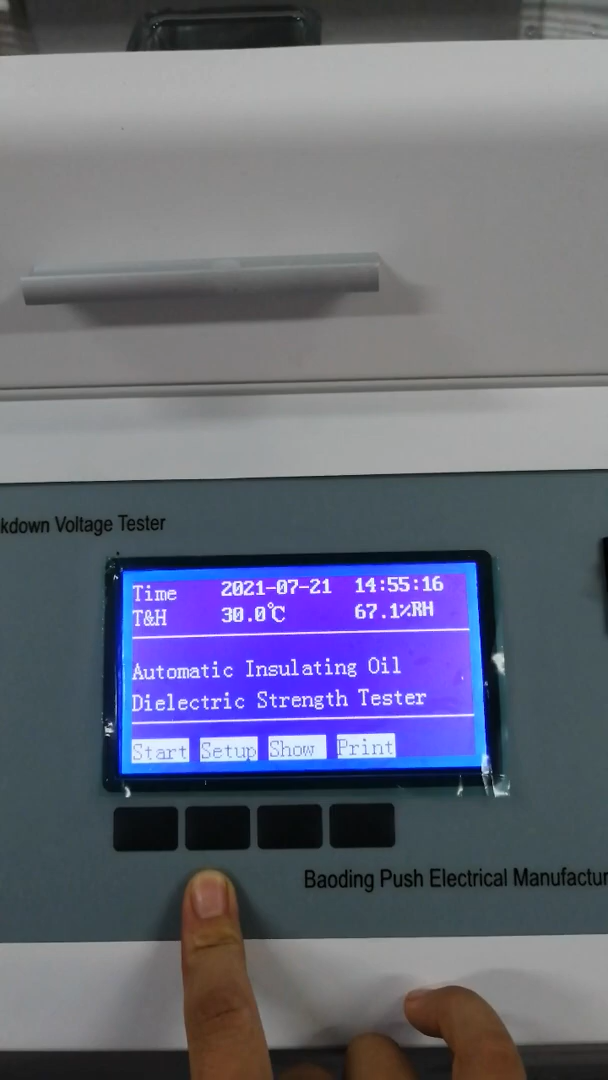 kdown Voltage Tester
Time 2021-07-21 14:55:16
T&H 30.0℃ 67.1%RH
Automatic Insulating Oil
Dielectric Strength Tester
Start Setup Show Print
Baoding Push Electrical Manufactur